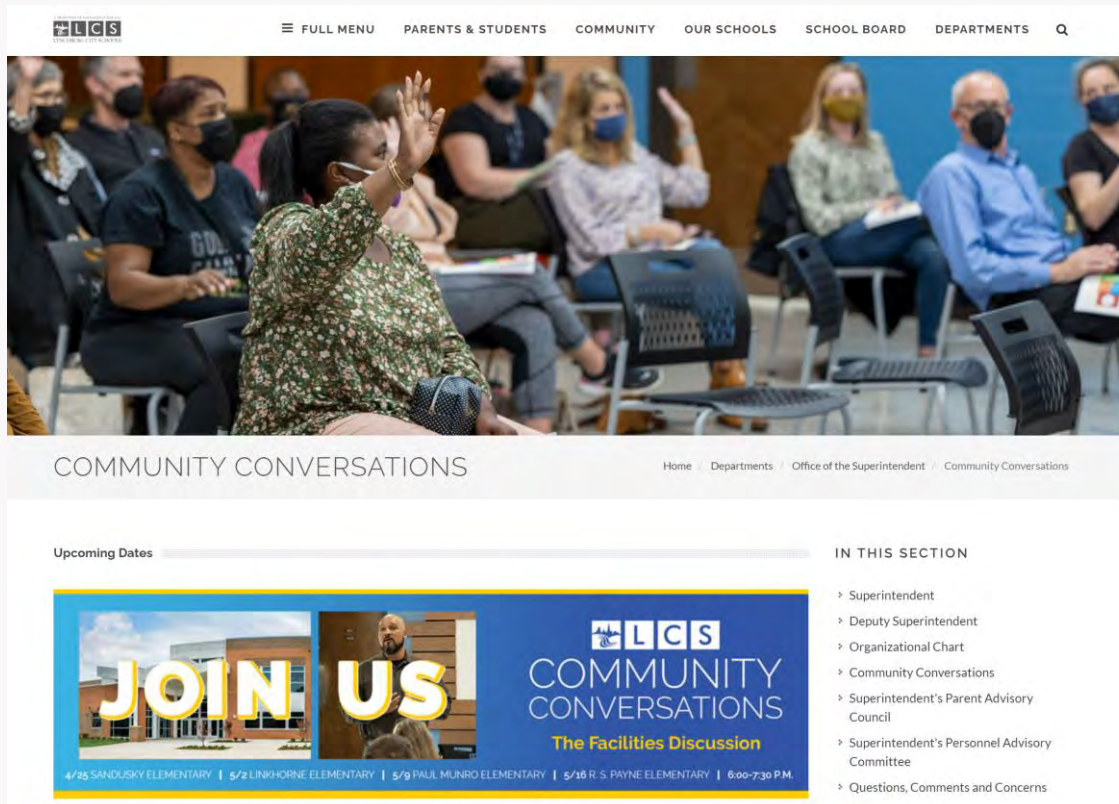 LCS
LYNCHBURG CITY SCHOOLS
≡ FULL MENU PARENTS & STUDENTS COMMUNITY OUR SCHOOLS SCHOOL BOARD DEPARTMENTS
COMMUNITY CONVERSATIONS
Home / Departments / Office of the Superintendent / Community Conversations
Upcoming Dates
JOIN US
LCS
COMMUNITY
CONVERSATIONS
The Facilities Discussion
4/25 SANDUSKY ELEMENTARY | 5/2 LINKHORNE ELEMENTARY | 5/9 PAUL MUNRO ELEMENTARY | 5/16 R. S. PAYNE ELEMENTARY | 6:00-7:30 P.M.
IN THIS SECTION
› Superintendent
› Deputy Superintendent
› Organizational Chart
› Community Conversations
› Superintendent's Parent Advisory
Council
› Superintendent's Personnel Advisory
Committee
› Questions, Comments and Concerns